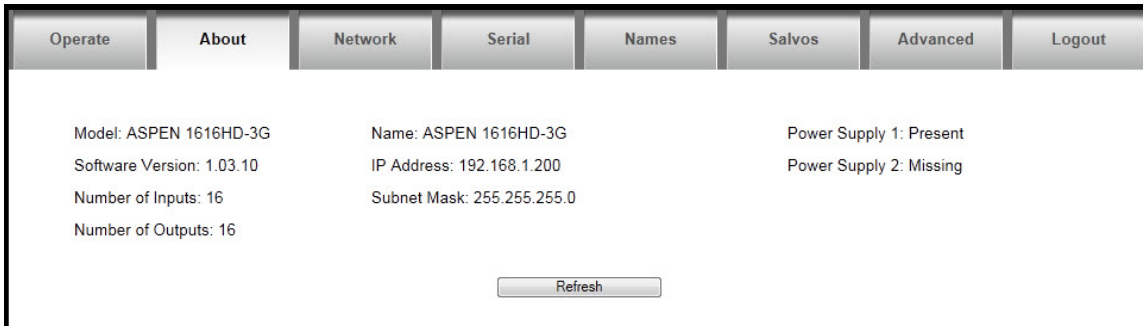 Operate About Network Serial Names Salvos Advanced Logout
Model: ASPEN 1616HD-3G Name: ASPEN 1616HD-3G Power Supply 1: Present
Software Version: 1.03.10 IP Address: 192.168.1.200 Power Supply 2: Missing
Number of Inputs: 16 Subnet Mask: 255.255.255.0
Number of Outputs: 16
Refresh